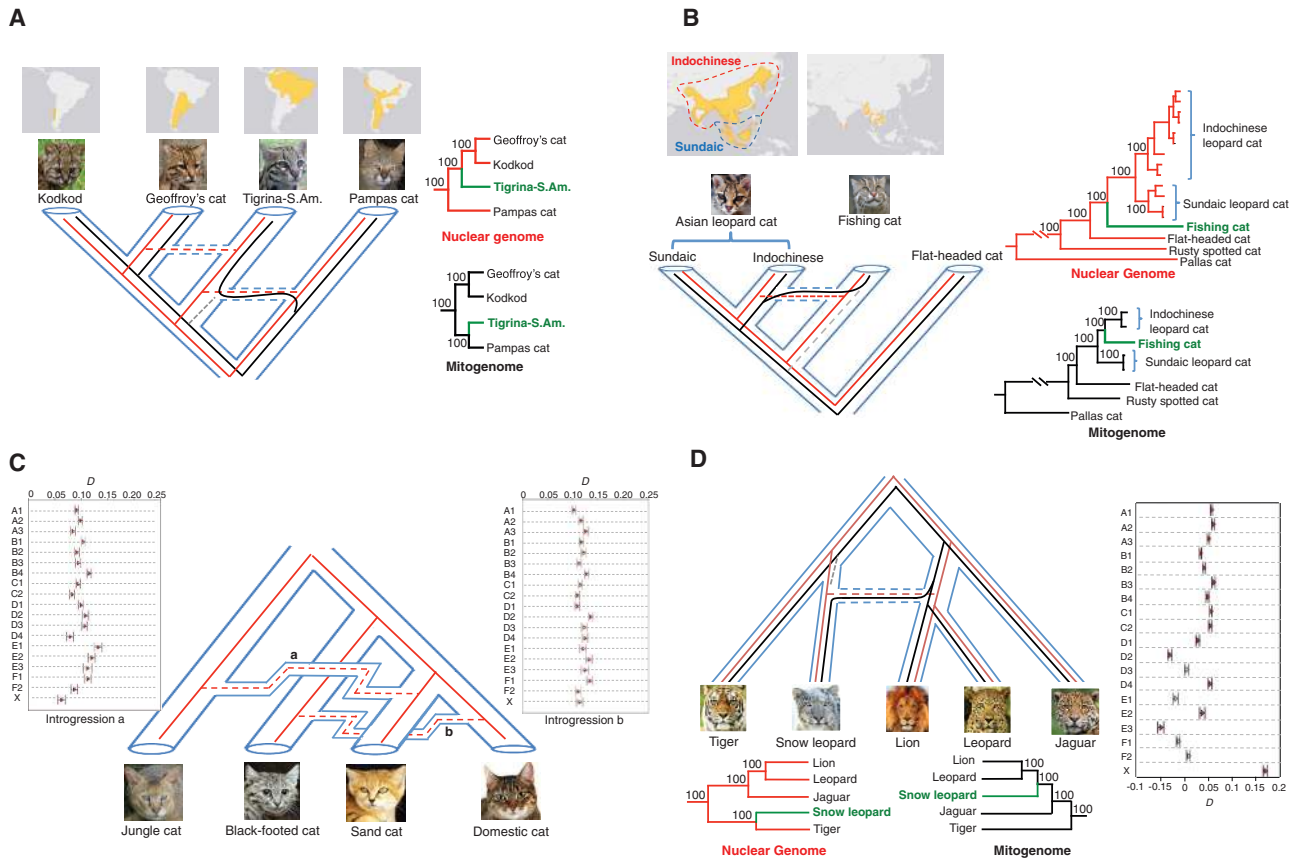 A
Kodkod
Geoffroy's cat
Tigrina-S.Am.
Pampas cat
100
100
100
Geoffroy's cat
Kodkod
Tigrina-S.Am.
Pampas cat
Nuclear genome
100
100
100
Geoffroy's cat
Kodkod
Tigrina-S.Am.
Pampas cat
Mitogenome
B
Indochinese
Sundaic
Asian leopard cat
Fishing cat
Sundaic
Indochinese
Flat-headed cat
100
100
100
100
100
100
Indochinese
leopard cat
Sundaic leopard cat
Fishing cat
Flat-headed cat
Rusty spotted cat
Pallas cat
Nuclear Genome
100
100
100
100
100
Indochinese
leopard cat
Fishing cat
Sundaic leopard cat
Flat-headed cat
Rusty spotted cat
Pallas cat
Mitogenome
C
D
0 0.05 0.10 0.15 0.20 0.25
A1
A2
A3
B1
B2
B3
B4
C1
C2
D1
D2
D3
D4
E1
E2
E3
F1
F2
X
Introgression a
a
b
D
0 0.05 0.10 0.15 0.20 0.25
A1
A2
A3
B1
B2
B3
B4
C1
C2
D1
D2
D3
D4
E1
E2
E3
F1
F2
X
Introgression b
Jungle cat
Black-footed cat
Sand cat
Domestic cat
D
Tiger
Snow leopard
Lion
Leopard
Jaguar
100
100
100
100
Lion
Leopard
Jaguar
Snow leopard
Tiger
Nuclear Genome
Lion
Leopard
Snow leopard
Jaguar
Tiger
100
100
100
100
Mitogenome
A1
A2
A3
B1
B2
B3
B4
C1
C2
D1
D2
D3
D4
E1
E2
E3
F1
F2
X
-0.1 -0.15 0 0.05 0.10 0.15 0.2
D